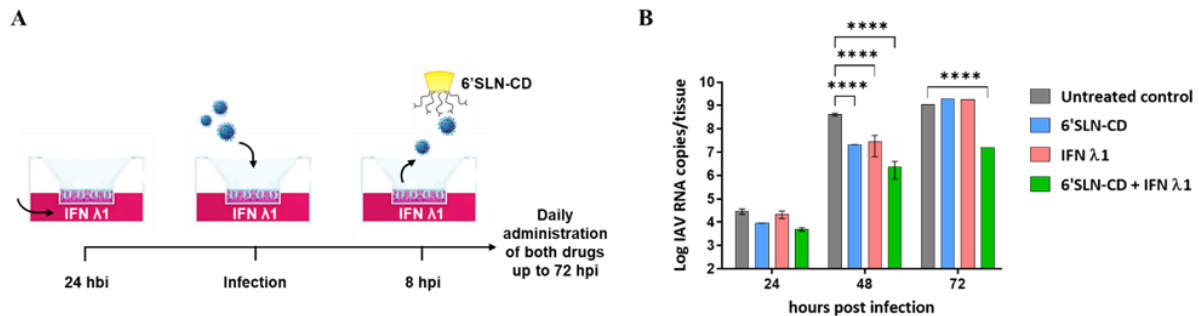 A
6'SLN-CD
IFN λ1
IFN λ1
IFN λ1
24 hbi
Infection
8 hpi
Daily
administration
of both drugs
up to 72 hpi
B
****
****
****
****
Log IAV RNA copies/tissue
10
9
8
7
6
5
4
3
2
24
48
72
hours post infection
Untreated control
6'SLN-CD
IFN λ1
6'SLN-CD + IFN λ1